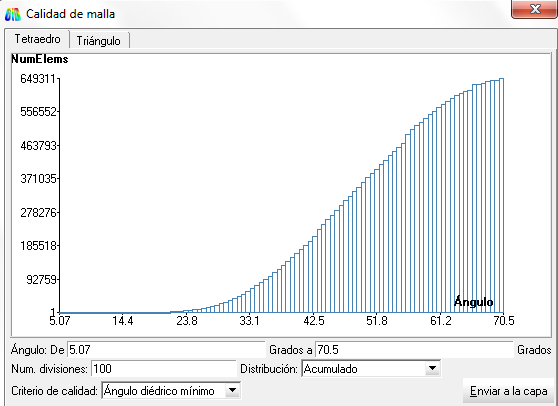 Calidad de malla
Tetraedro Triángulo
NumElems
649311
556552
463793
371035
278276
185518
92759
1
5.07 14.4 23.8 33.1 42.5 51.8 61.2 70.5
Ángulo
Ángulo: De 5.07 Grados a 70.5 Grados
Num. divisiones: 100 Distribución: Acumulado
Criterio de calidad: Ángulo diédrico mínimo Enviar a la capa